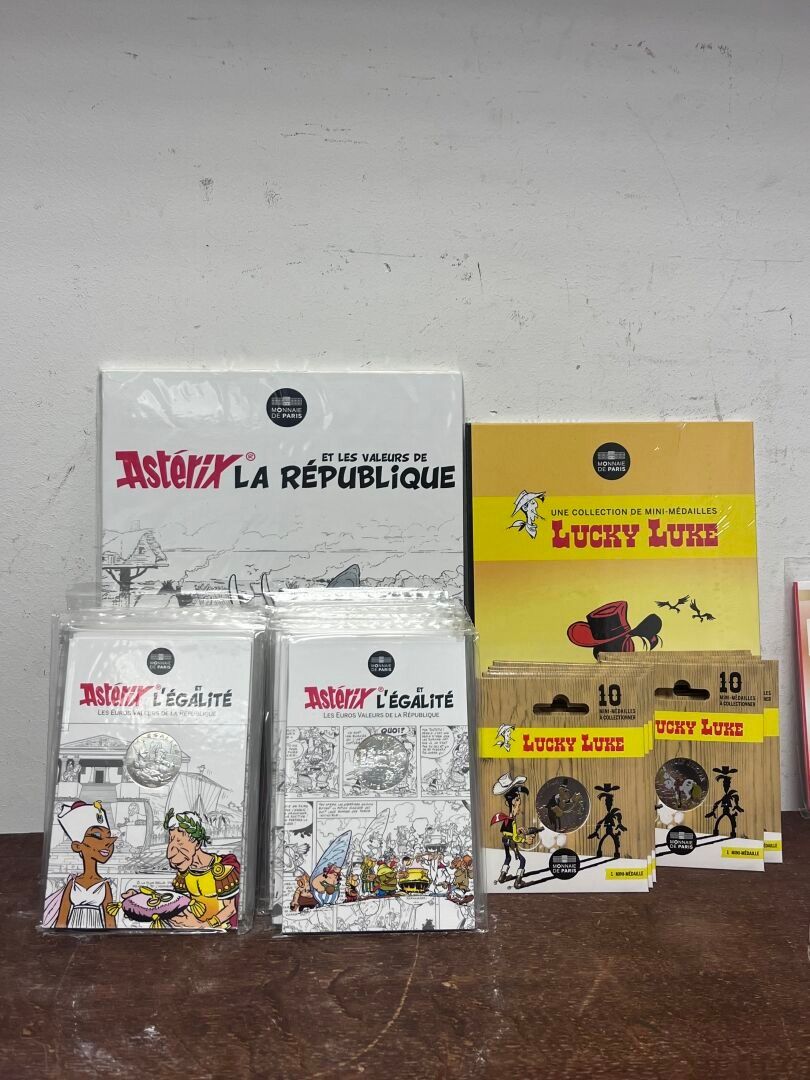 MONNAIE
DE PARIS
ET LES VALEURS DE
Astérix® LA RÉPUBLIQUE
MONNAIE
DE PARIS
UNE COLLECTION DE MINI-MÉDAILLES
LUCKY LUKE
MONNAIE
DE PARIS
Astérix® ET L'ÉGALITÉ
LES EUROS VALEURS DE LA RÉPUBLIQUE
MONNAIE
DE PARIS
Astérix® ET L'ÉGALITÉ
LES EUROS VALEURS DE LA RÉPUBLIQUE
QUOI?
10
MINI-MÉDAILLES
À COLLECTIONNER
LUCKY LUKE
MONNAIE
DE PARIS
1 MINI-MÉDAILLE
10
MINI-MÉDAILLES
À COLLECTIONNER
LUCKY LUKE
MONNAIE
DE PARIS
1 MINI-MÉDAILLE